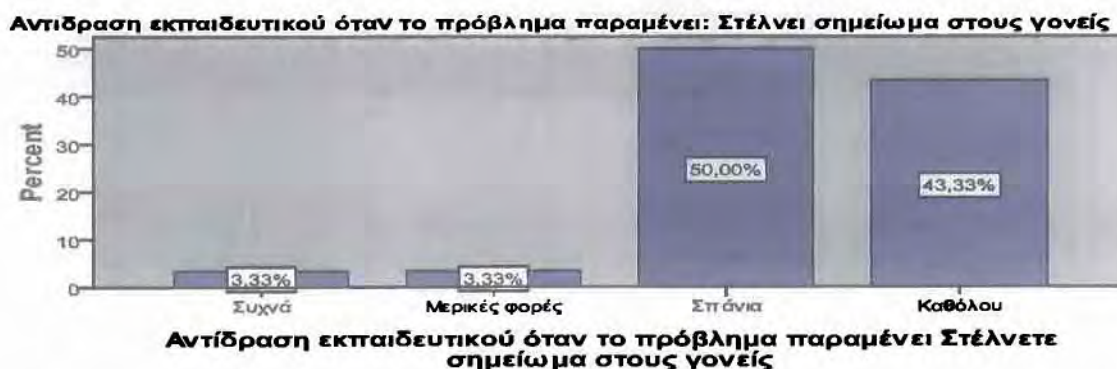 Αντιδραση εκπαιδευτικού όταν το πρόβλημα παραμένει: Στέλνει σημείωμα στους γονείς
Percent
50
40
30
20
10
0
3,33%
3,33%
50,00%
43,33%
Συχνά
Μερικές φορές
Σπάνια
Καθόλου
Αντίδραση εκπαιδευτικού όταν το πρόβλημα παραμένει Στέλνετε
σημείωμα στους γονείς